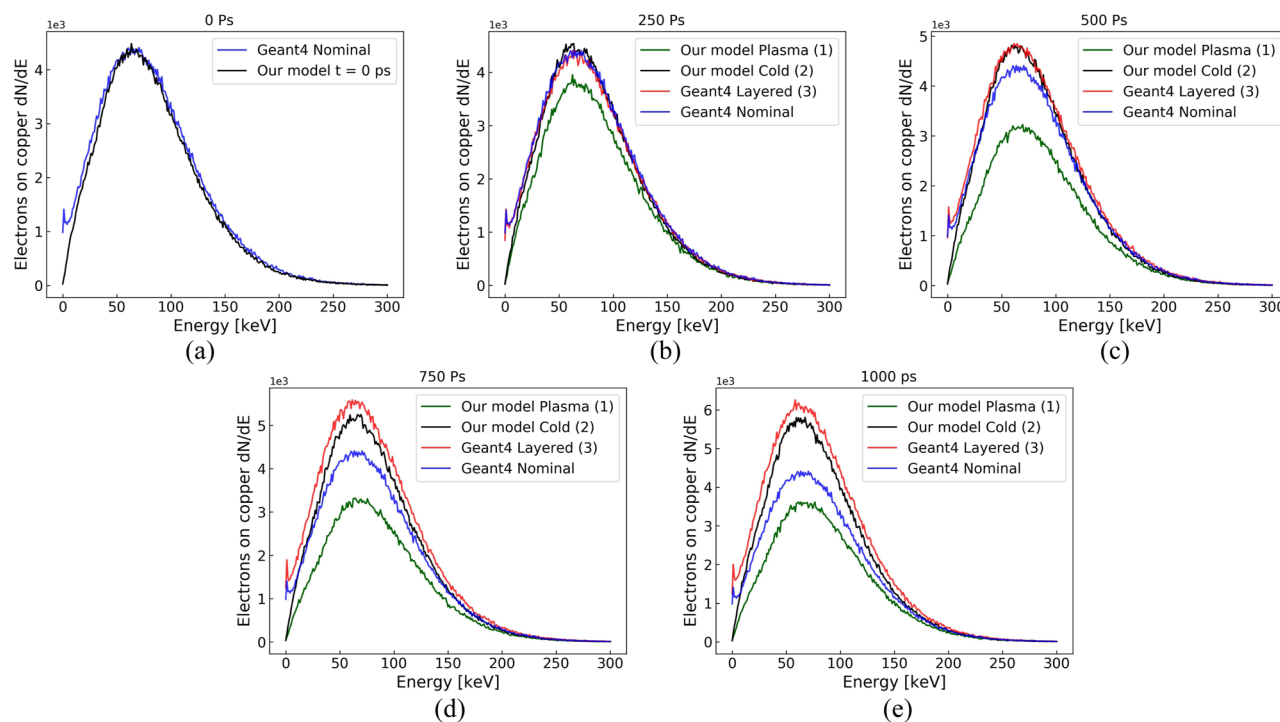 0 Ps
1e3
Geant4 Nominal
Our model t = 0 ps
Electrons on copper dN/dE
4
3
2
1
0
0 50 100 150 200 250 300
Energy [keV]
(a)
250 Ps
1e3
Our model Plasma (1)
Our model Cold (2)
Geant4 Layered (3)
Geant4 Nominal
Electrons on copper dN/dE
4
3
2
1
0
0 50 100 150 200 250 300
Energy [keV]
(b)
500 Ps
1e3
Our model Plasma (1)
Our model Cold (2)
Geant4 Layered (3)
Geant4 Nominal
Electrons on copper dN/dE
5
4
3
2
1
0
0 50 100 150 200 250 300
Energy [keV]
(c)
750 Ps
1e3
Our model Plasma (1)
Our model Cold (2)
Geant4 Layered (3)
Geant4 Nominal
Electrons on copper dN/dE
5
4
3
2
1
0
0 50 100 150 200 250 300
Energy [keV]
(d)
1000 ps
1e3
Our model Plasma (1)
Our model Cold (2)
Geant4 Layered (3)
Geant4 Nominal
Electrons on copper dN/dE
6
5
4
3
2
1
0
0 50 100 150 200 250 300
Energy [keV]
(e)